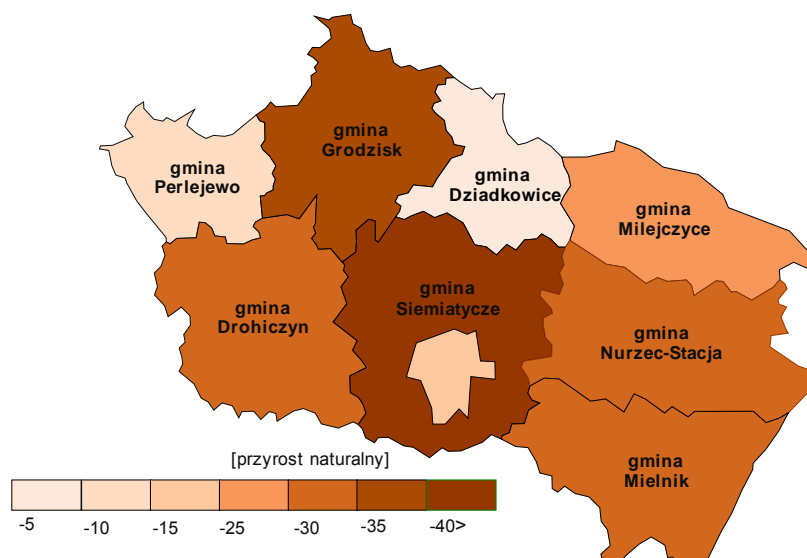 gmina
Grodzisk
gmina
Perlejewo
gmina
Dziadkowice
gmina
Milejczyce
gmina
Siemiatycze
gmina
Drohiczyn
gmina
Nurzec-Stacja
gmina
Mielnik
[przyrost naturalny]
-5 -10 -15 -25 -30 -35 -40>